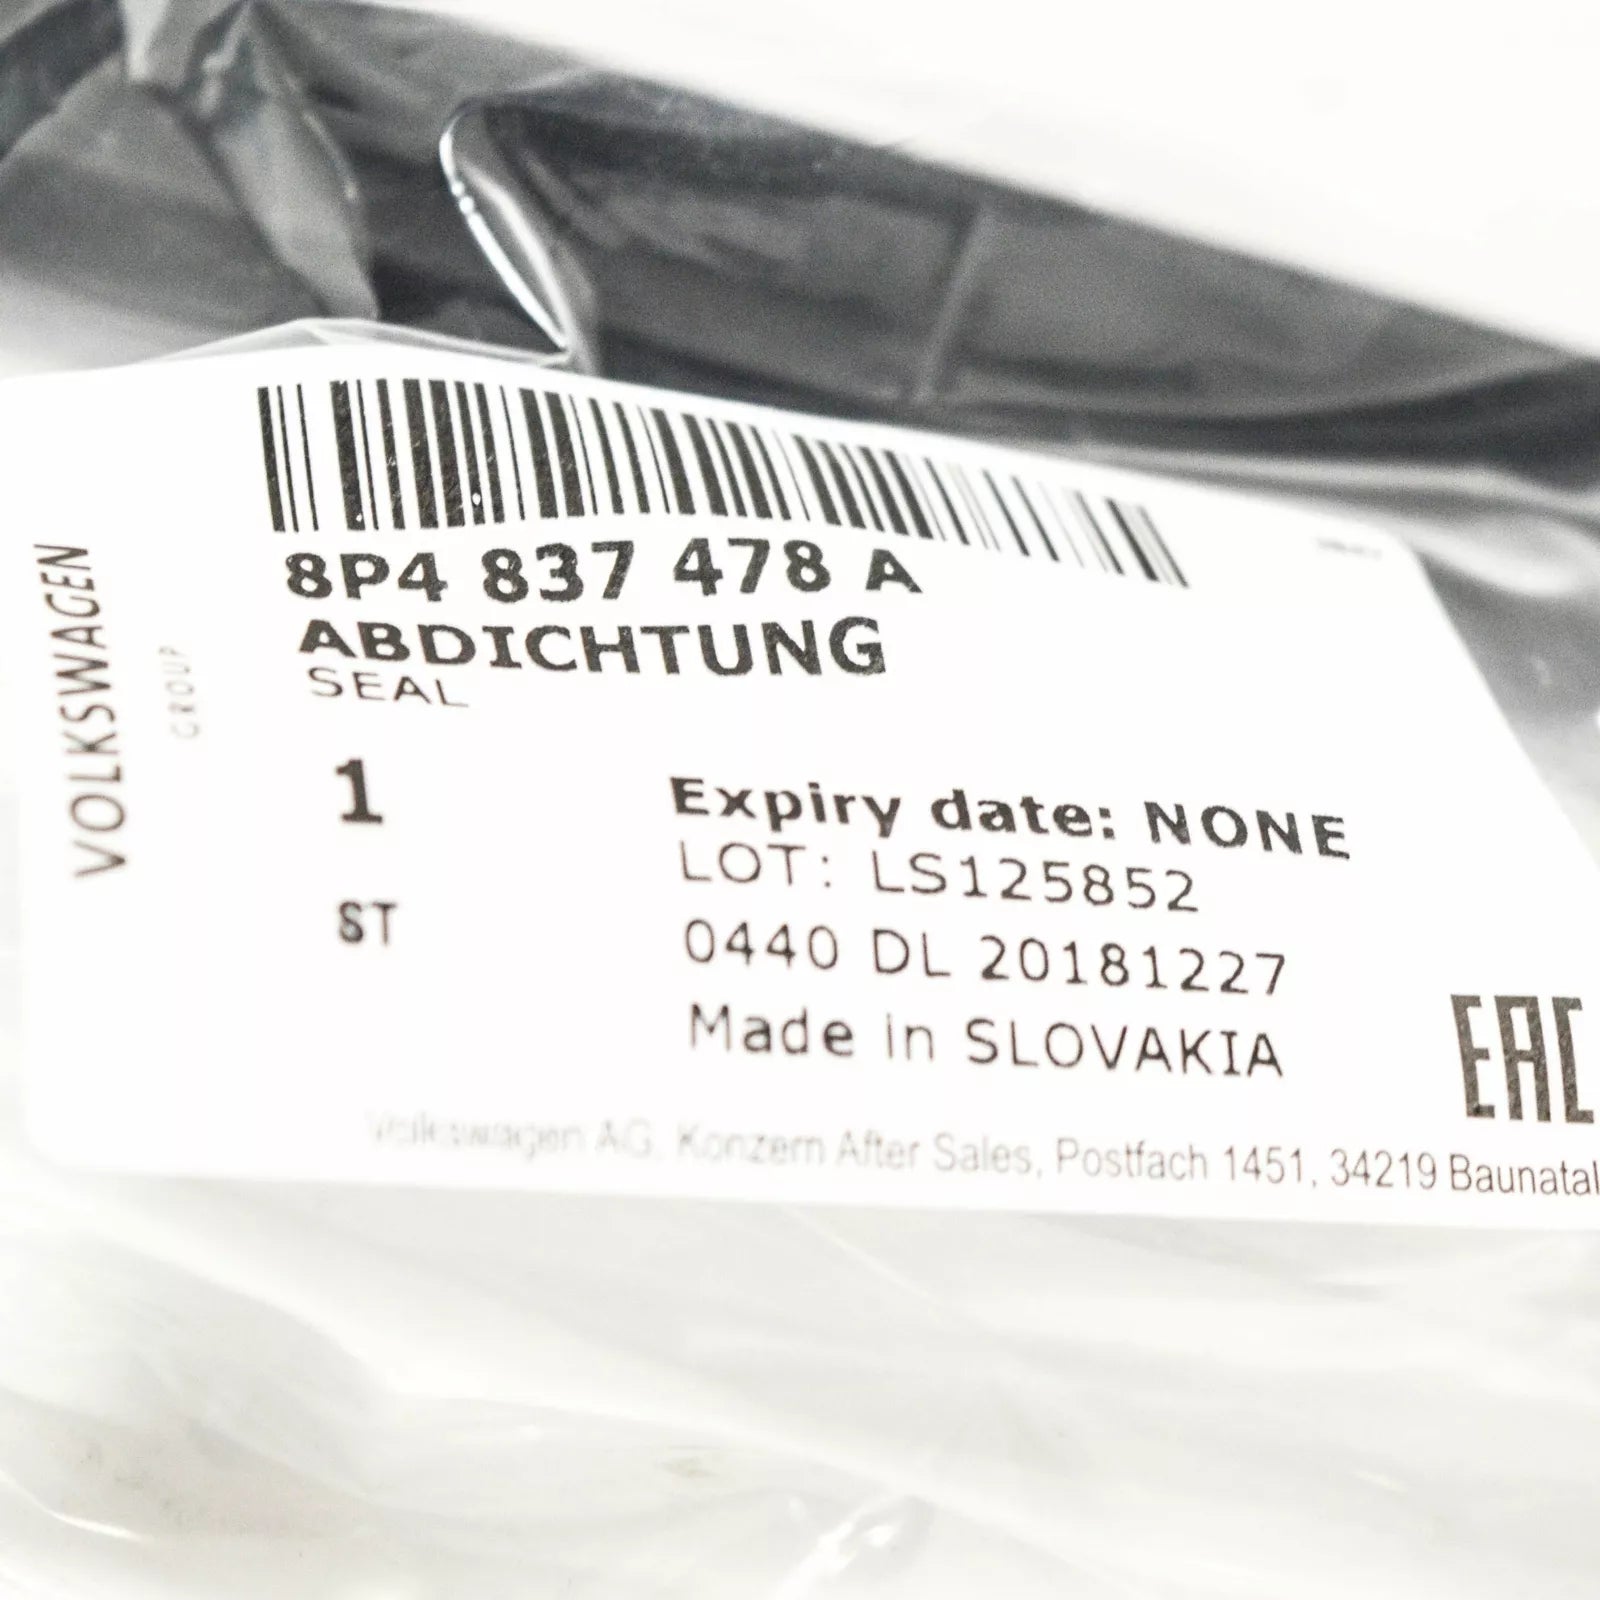 VOLKSWAGEN
GROUP
8P4 837 478 A
ABDICHTUNG
SEAL
1
ST
Expiry date: NONE
LOT: LS125852
0440 DL 20181227
Made in SLOVAKIA
EAC
Volkswagen AG, Konzern After Sales, Postfach 1451, 34219 Baunatal